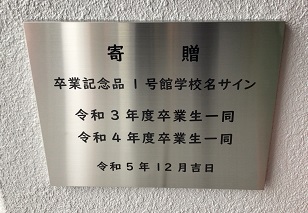 寄贈
卒業記念品 1号館学校名サイン
令和3年度卒業生一同
令和4年度卒業生一同
令和5年12月吉日